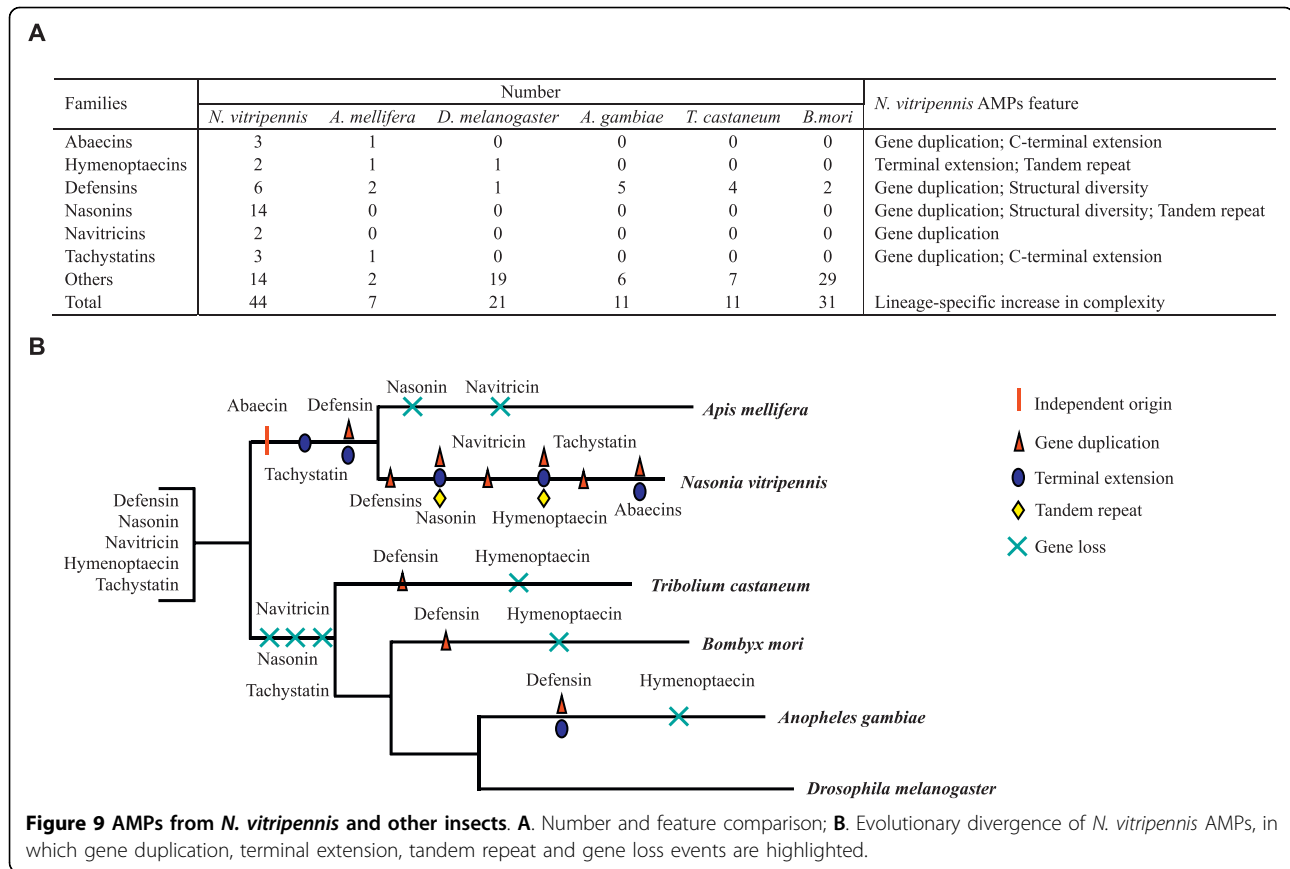 A
Families Number N. vitripennis AMPs feature
N. vitripennis A. mellifera D. melanogaster A. gambiae T. castaneum B.mori
Abaecins 3 1 0 0 0 0 Gene duplication; C-terminal extension
Hymenoptaecins 2 1 1 0 0 0 Terminal extension; Tandem repeat
Defensins 6 2 1 5 4 2 Gene duplication; Structural diversity
Nasonins 14 0 0 0 0 0 Gene duplication; Structural diversity; Tandem repeat
Navitricins 2 0 0 0 0 0 Gene duplication
Tachystatins 3 1 0 0 0 0 Gene duplication; C-terminal extension
Others 14 2 19 6 7 29
Total 44 7 21 11 11 31 Lineage-specific increase in complexity
B
Nasonin Navitricin
Abaecin Defensin
Apis mellifera
Independent origin
Navitricin Tachystatin
Gene duplication
Tachystatin
Nasonia vitripennis
Terminal extension
Defensins
Nasonin Hymenoptaecin Abaecins
Tandem repeat
Gene loss
Defensin
Nasonin
Navitricin
Hymenoptaecin
Tachystatin
Defensin Hymenoptaecin
Tribolium castaneum
Navitricin
Nasonin
Tachystatin
Defensin Hymenoptaecin
Bombyx mori
Defensin Hymenoptaecin
Anopheles gambiae
Drosophila melanogaster
Figure 9 AMPs from N. vitripennis and other insects. A. Number and feature comparison; B. Evolutionary divergence of N. vitripennis AMPs, in
which gene duplication, terminal extension, tandem repeat and gene loss events are highlighted.